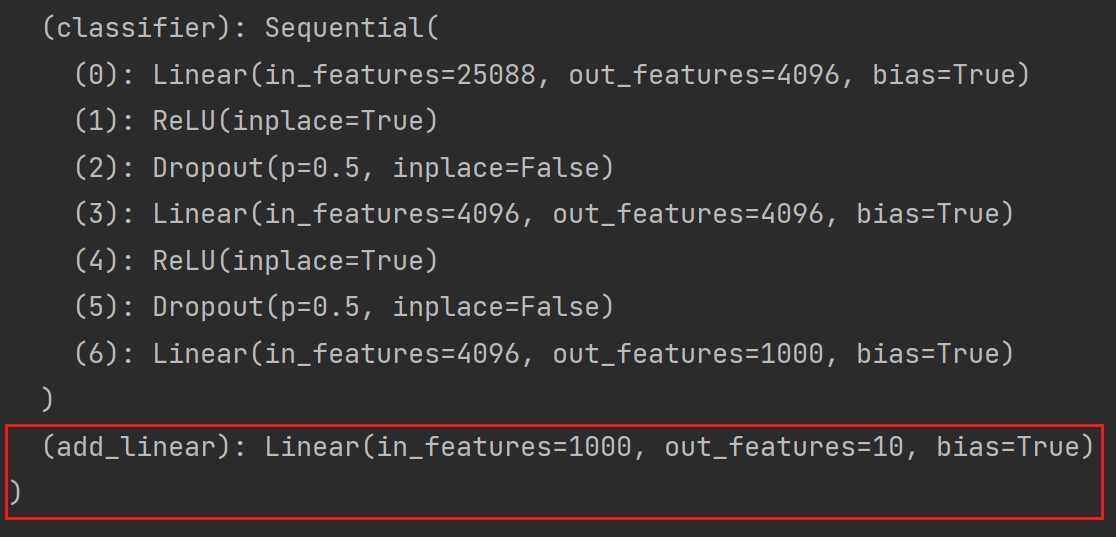 (classifier): Sequential(
(0): Linear(in_features=25088, out_features=4096, bias=True)
(1): ReLU(inplace=True)
(2): Dropout(p=0.5, inplace=False)
(3): Linear(in_features=4096, out_features=4096, bias=True)
(4): ReLU(inplace=True)
(5): Dropout(p=0.5, inplace=False)
(6): Linear(in_features=4096, out_features=1000, bias=True)
)
(add_linear): Linear(in_features=1000, out_features=10, bias=True)
)